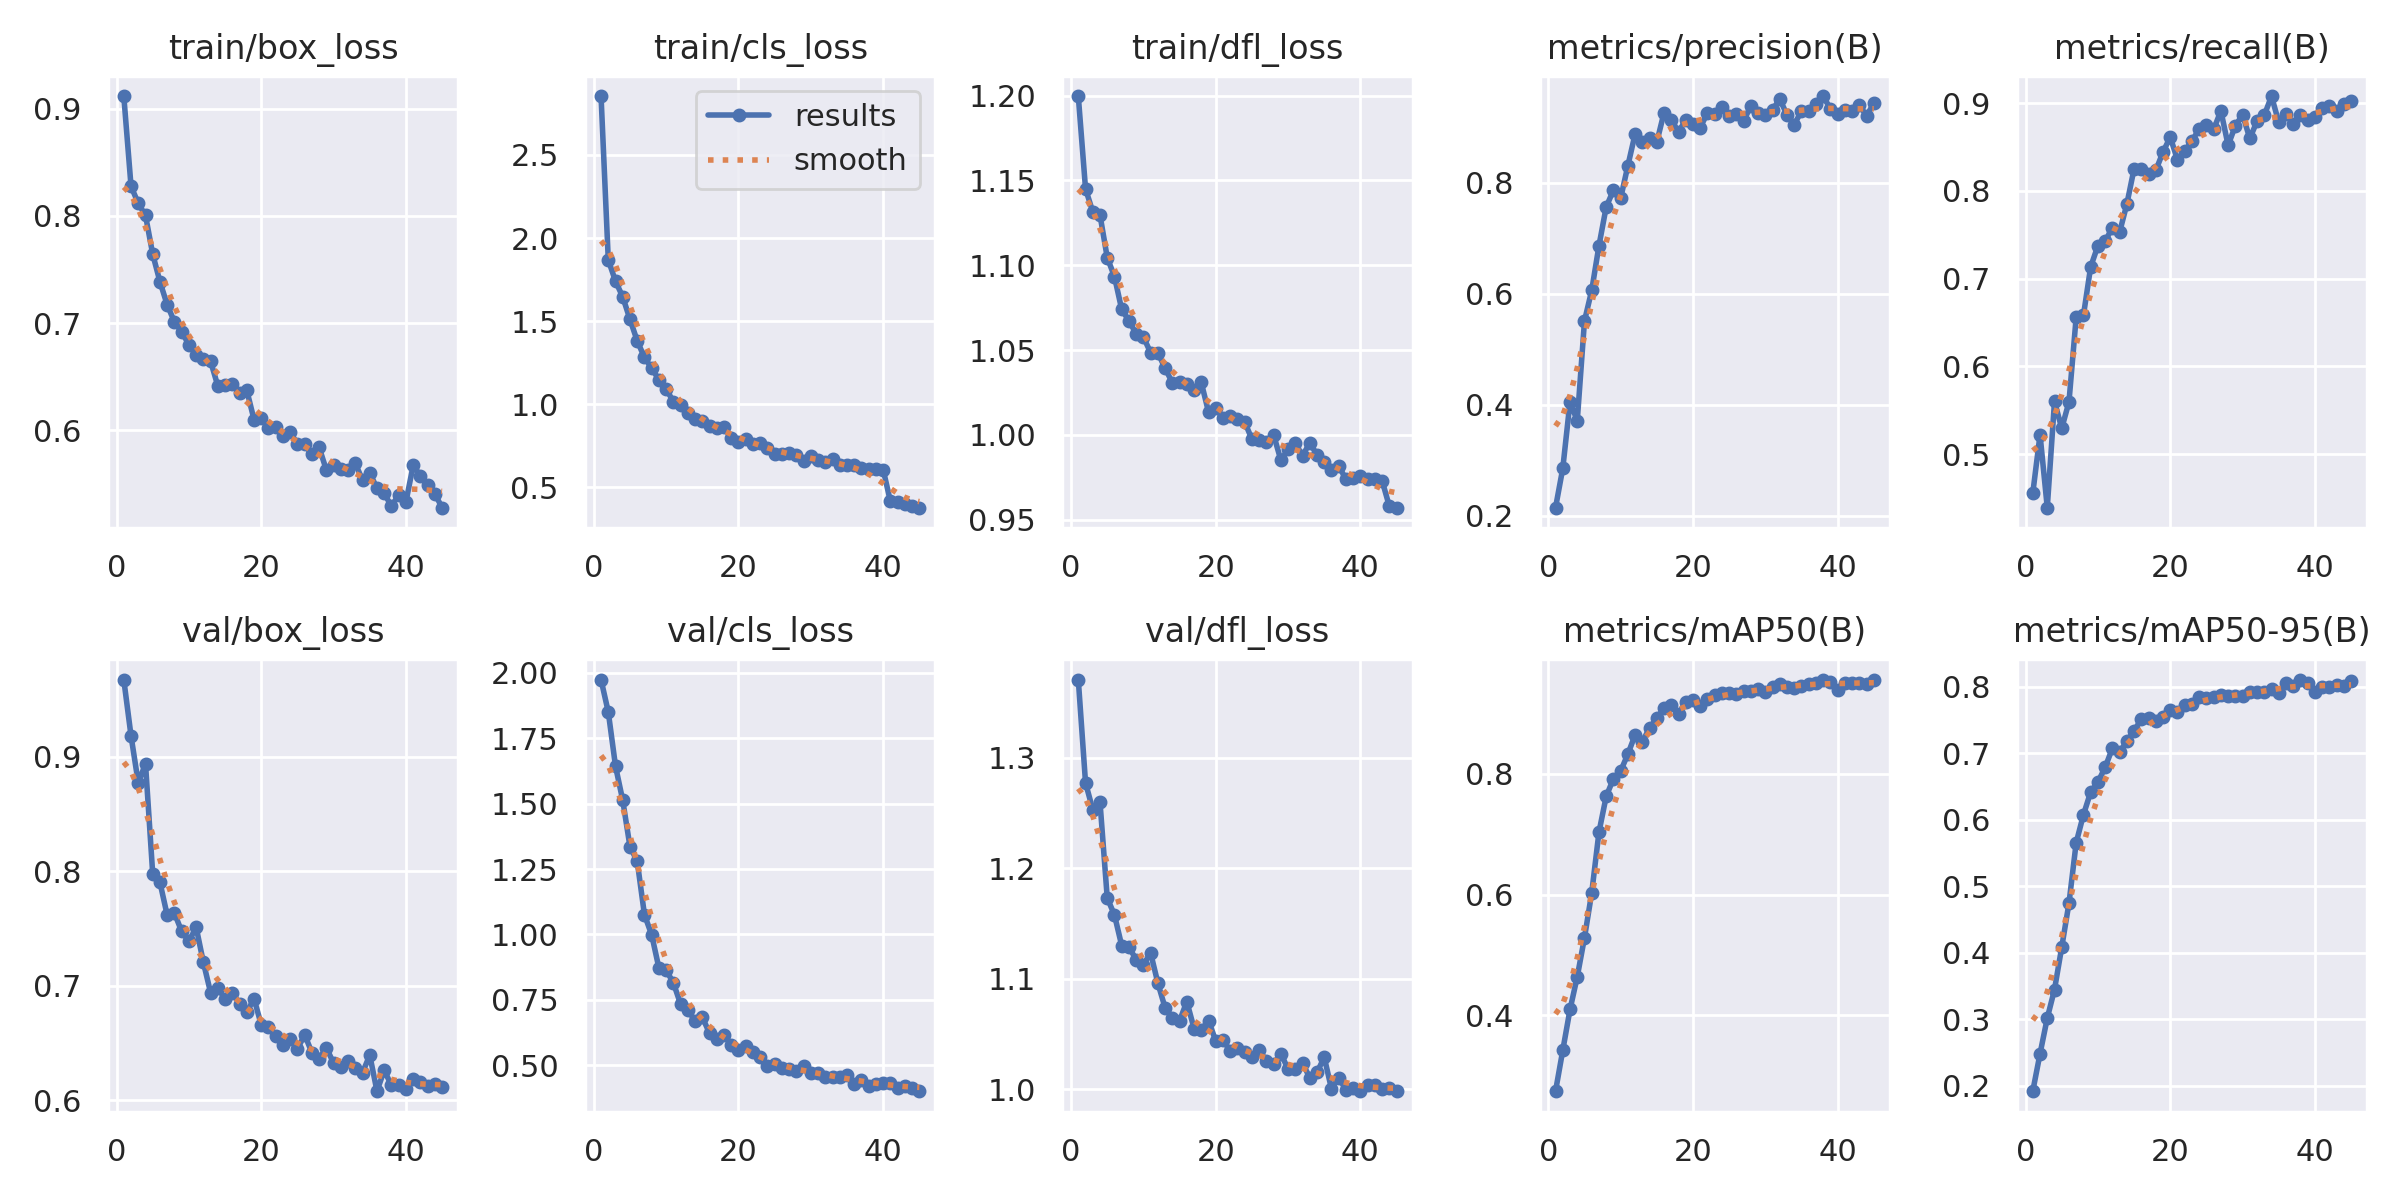 train/box_loss
0.9
0.8
0.7
0.6
0 20 40
train/cls_loss
results
smooth
2.5
2.0
1.5
1.0
0.5
0 20 40
train/dfl_loss
1.20
1.15
1.10
1.05
1.00
0.95
0 20 40
metrics/precision(B)
0.8
0.6
0.4
0.2
0 20 40
metrics/recall(B)
0.9
0.8
0.7
0.6
0.5
0 20 40
val/box_loss
0.9
0.8
0.7
0.6
0 20 40
val/cls_loss
2.00
1.75
1.50
1.25
1.00
0.75
0.50
0 20 40
val/dfl_loss
1.3
1.2
1.1
1.0
0 20 40
metrics/mAP50(B)
0.8
0.6
0.4
0 20 40
metrics/mAP50-95(B)
0.8
0.7
0.6
0.5
0.4
0.3
0.2
0 20 40